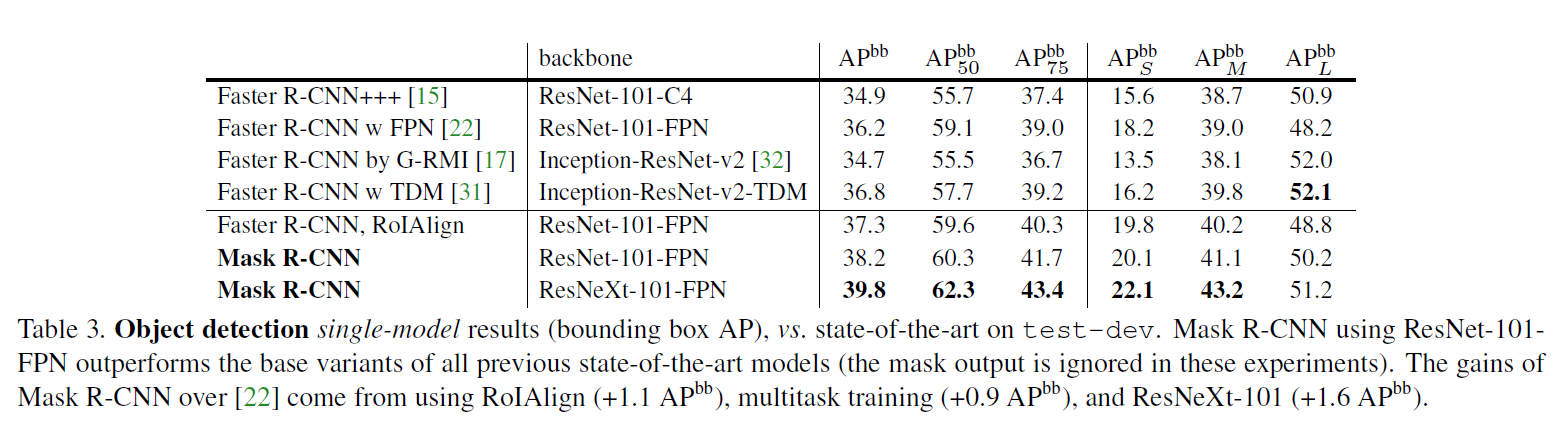 backbone AP^bb AP^bb_50 AP^bb_75 AP^bb_S AP^bb_M AP^bb_L
Faster R-CNN+++ [15] ResNet-101-C4 34.9 55.7 37.4 15.6 38.7 50.9
Faster R-CNN w FPN [22] ResNet-101-FPN 36.2 59.1 39.0 18.2 39.0 48.2
Faster R-CNN by G-RMI [17] Inception-ResNet-v2 [32] 34.7 55.5 36.7 13.5 38.1 52.0
Faster R-CNN w TDM [31] Inception-ResNet-v2-TDM 36.8 57.7 39.2 16.2 39.8 52.1
Faster R-CNN, RoIAlign ResNet-101-FPN 37.3 59.6 40.3 19.8 40.2 48.8
Mask R-CNN ResNet-101-FPN 38.2 60.3 41.7 20.1 41.1 50.2
Mask R-CNN ResNeXt-101-FPN 39.8 62.3 43.4 22.1 43.2 51.2
Table 3. Object detection single-model results (bounding box AP), vs. state-of-the-art on test-dev. Mask R-CNN using ResNet-101-
FPN outperforms the base variants of all previous state-of-the-art models (the mask output is ignored in these experiments). The gains of
Mask R-CNN over [22] come from using RoIAlign (+1.1 AP^bb), multitask training (+0.9 AP^bb), and ResNeXt-101 (+1.6 AP^bb).